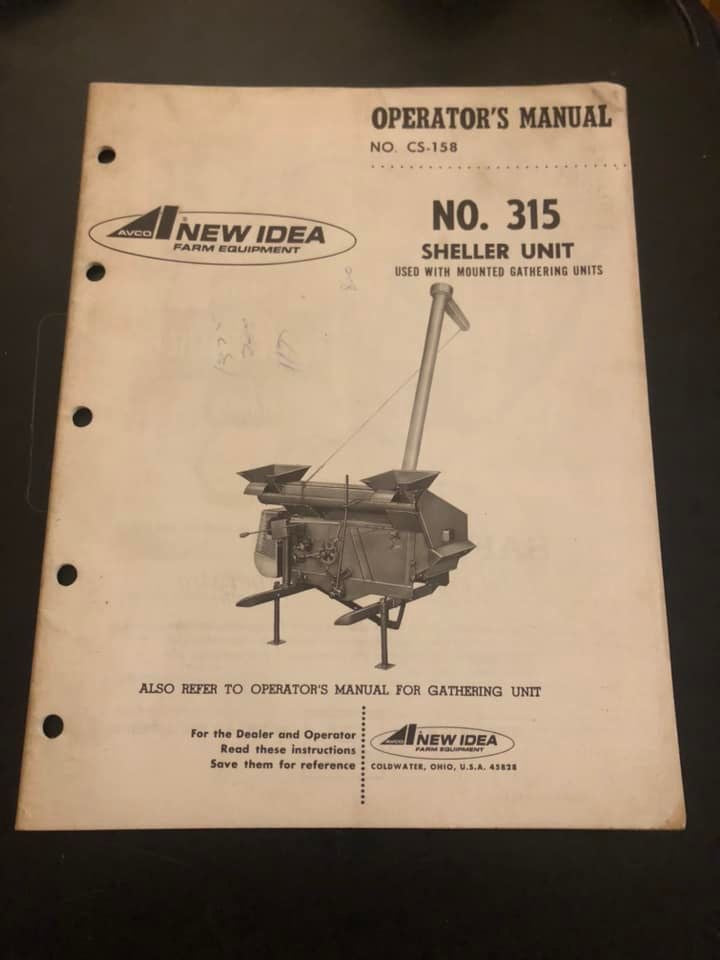 OPERATOR'S MANUAL
NO. CS-158
AVCO NEW IDEA
FARM EQUIPMENT
NO. 315
SHELLER UNIT
USED WITH MOUNTED GATHERING UNITS
ALSO REFER TO OPERATOR'S MANUAL FOR GATHERING UNIT
For the Dealer and Operator
Read these instructions
Save them for reference
AVCO NEW IDEA
FARM EQUIPMENT
COLDWATER, OHIO, U.S.A. 45828